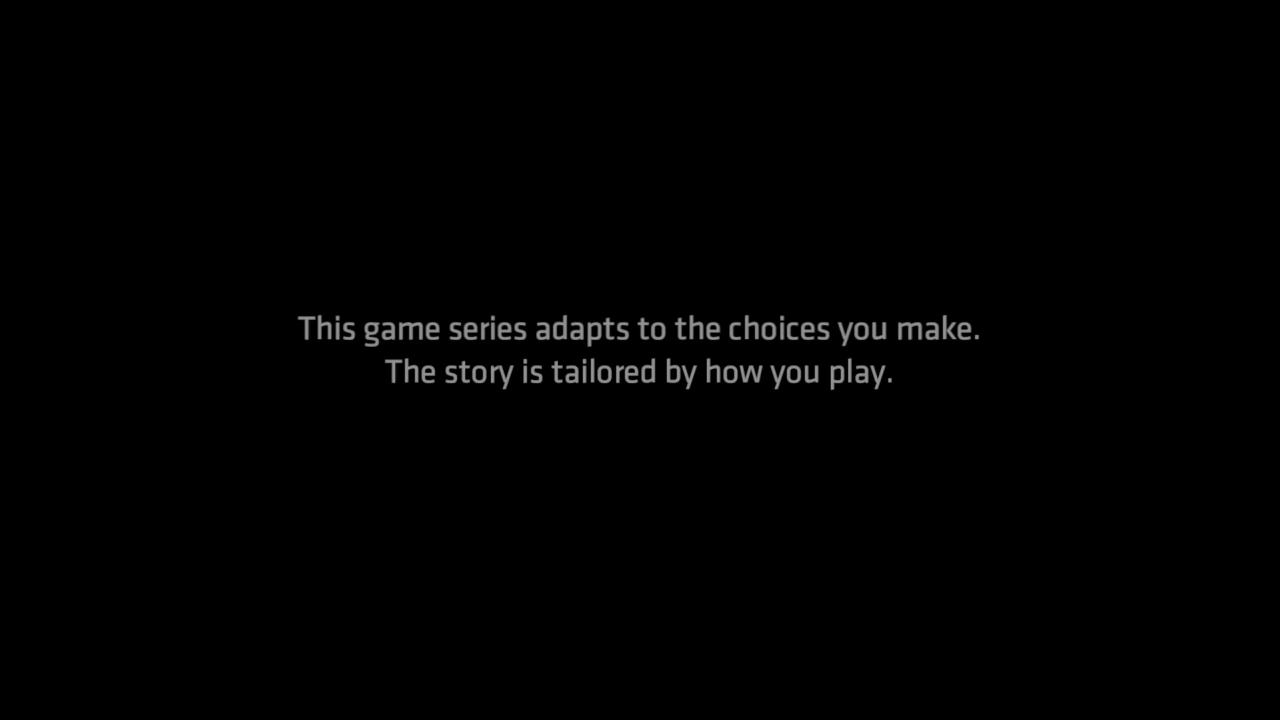 This game series adapts to the choices you make.
The story is tailored by how you play.